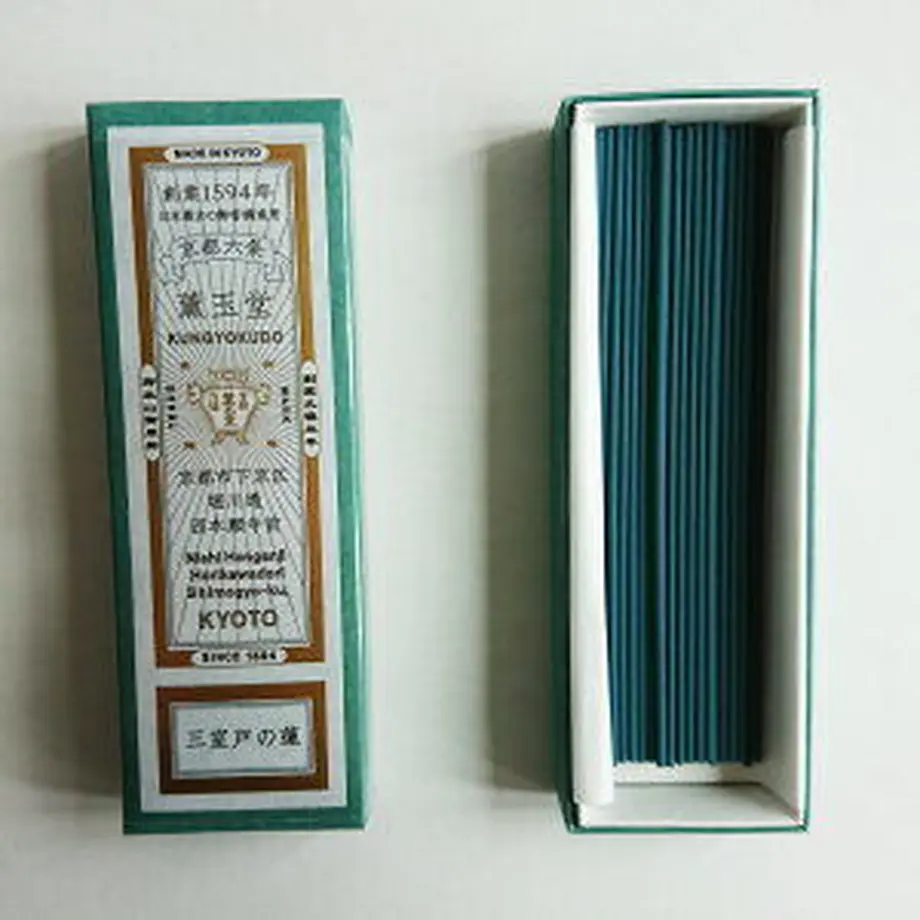 MADE IN KYOTO
創業1594年
京都六条
薫玉堂
KUNGYOKUDO
京都市下京区
堀川通
西本願寺前
Nishi Honganji
Horikawadori
Shimogyo-ku,
KYOTO
SINCE 1594
三室戸の蓮